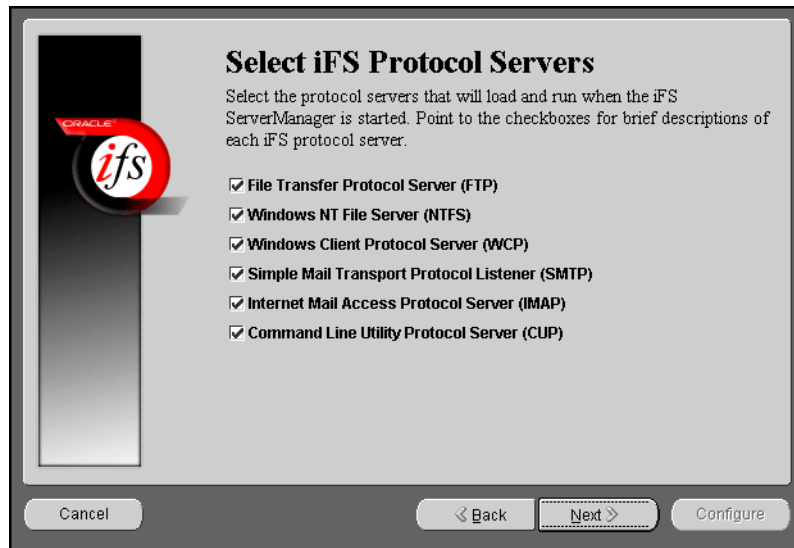 Select iFS Protocol Servers
Select the protocol servers that will load and run when the iFS
ServerManager is started. Point to the checkboxes for brief descriptions of
each iFS protocol server.
ORACLE
ifs
File Transfer Protocol Server (FTP)
Windows NT File Server (NTFS)
Windows Client Protocol Server (WCP)
Simple Mail Transport Protocol Listener (SMTP)
Internet Mail Access Protocol Server (IMAP)
Command Line Utility Protocol Server (CUP)
Cancel
Back
Next
Configure